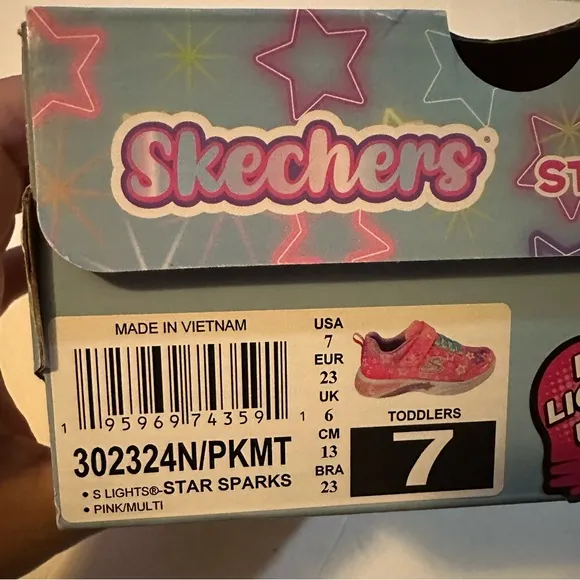 Skechers®
ST
MADE IN VIETNAM
1 95969 74359 1
302324N/PKMT
• S LIGHTS®-STAR SPARKS
• PINK/MULTI
USA
7
EUR
23
UK
6
CM
13
BRA
23
S
TODDLERS
7